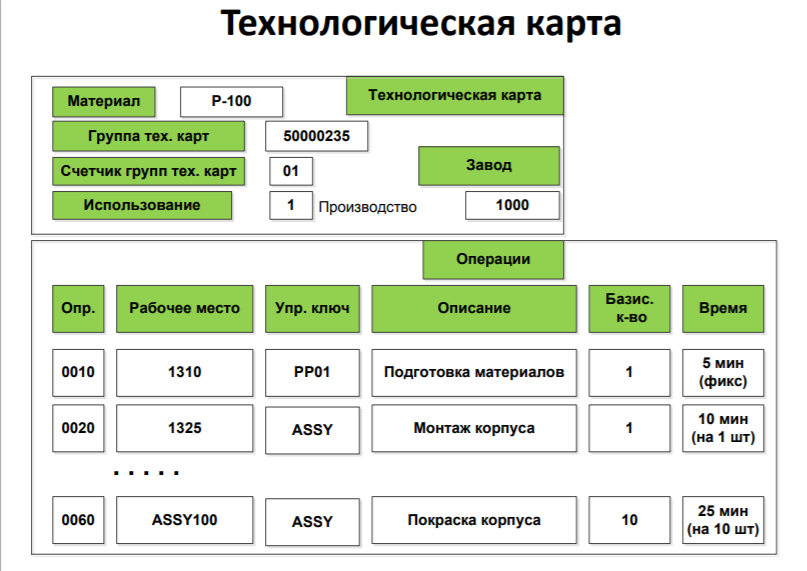 Технологическая карта
Материал P-100 Технологическая карта
Группа тех. карт 50000235
Счетчик групп тех. карт 01 Завод
Использование 1 Производство 1000
Операции
Опр. Рабочее место Упр. ключ Описание Базис. к-во Время
0010 1310 PP01 Подготовка материалов 1 5 мин (фикс)
0020 1325 ASSY Монтаж корпуса 1 10 мин (на 1 шт)
. . . . .
0060 ASSY100 ASSY Покраска корпуса 10 25 мин (на 10 шт)